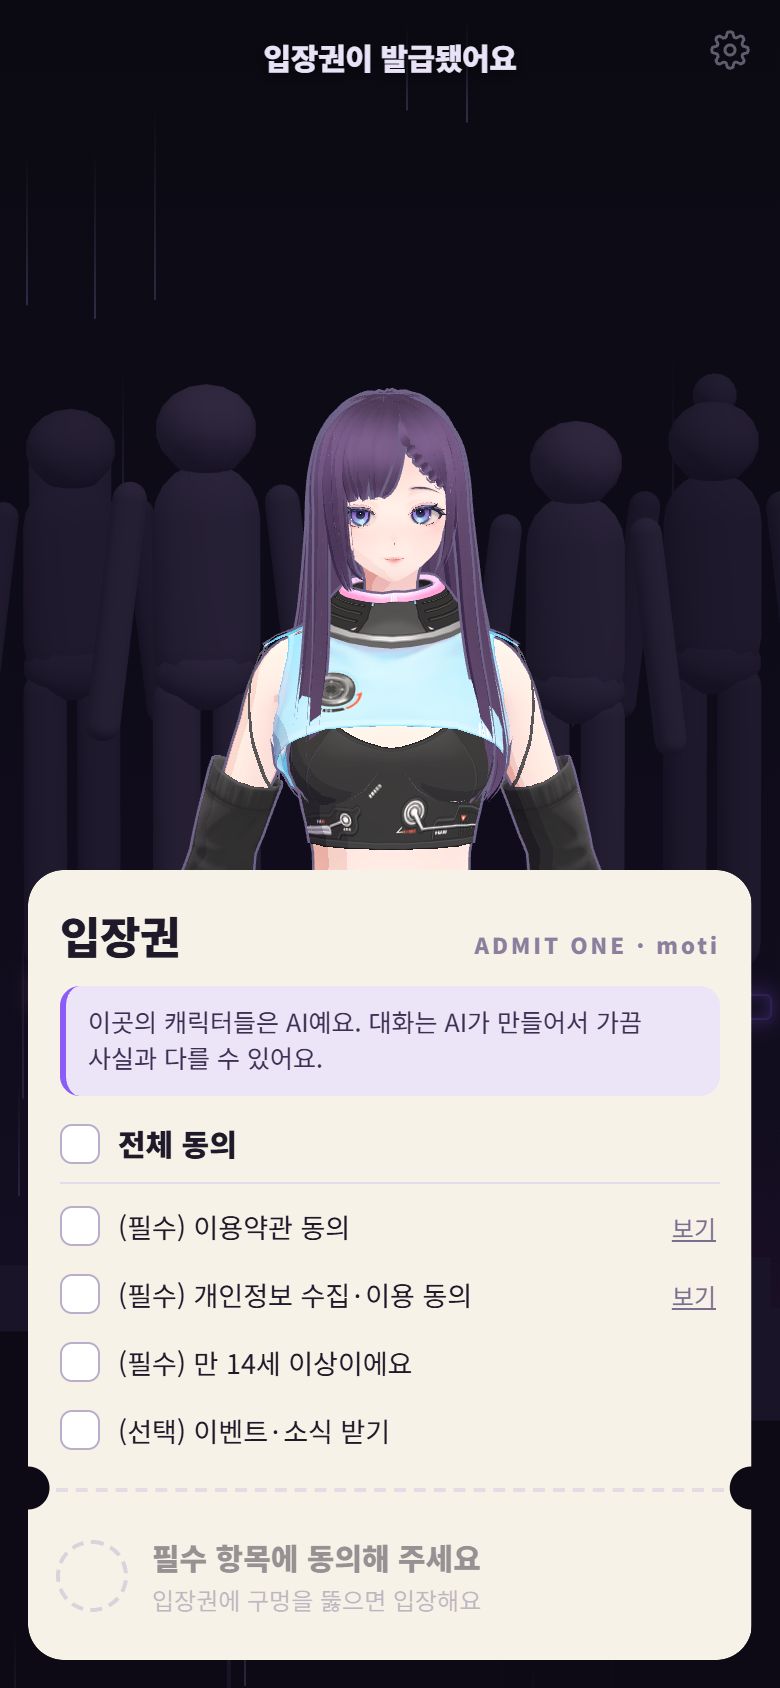 입장권이 발급됐어요
입장권
ADMIT ONE · moti
이곳의 캐릭터들은 AI예요. 대화는 AI가 만들어서 가끔
사실과 다를 수 있어요.
전체 동의
(필수) 이용약관 동의 보기
(필수) 개인정보 수집·이용 동의 보기
(필수) 만 14세 이상이에요
(선택) 이벤트·소식 받기
필수 항목에 동의해 주세요
입장권에 구멍을 뚫으면 입장해요